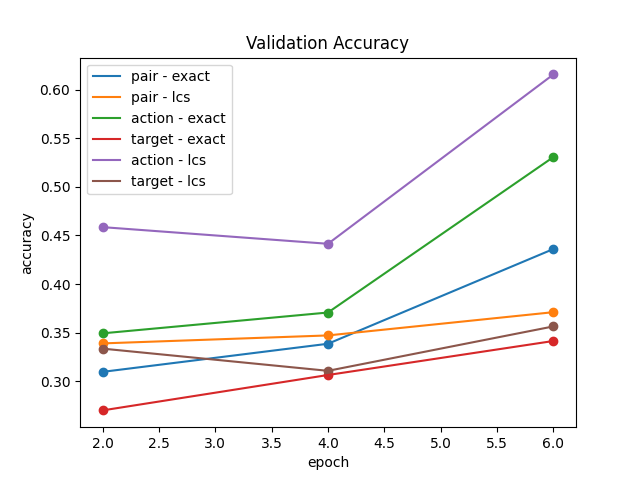 Validation Accuracy
pair - exact
pair - lcs
action - exact
target - exact
action - lcs
target - lcs
0.60
0.55
0.50
0.45
0.40
0.35
0.30
accuracy
2.0 2.5 3.0 3.5 4.0 4.5 5.0 5.5 6.0
epoch